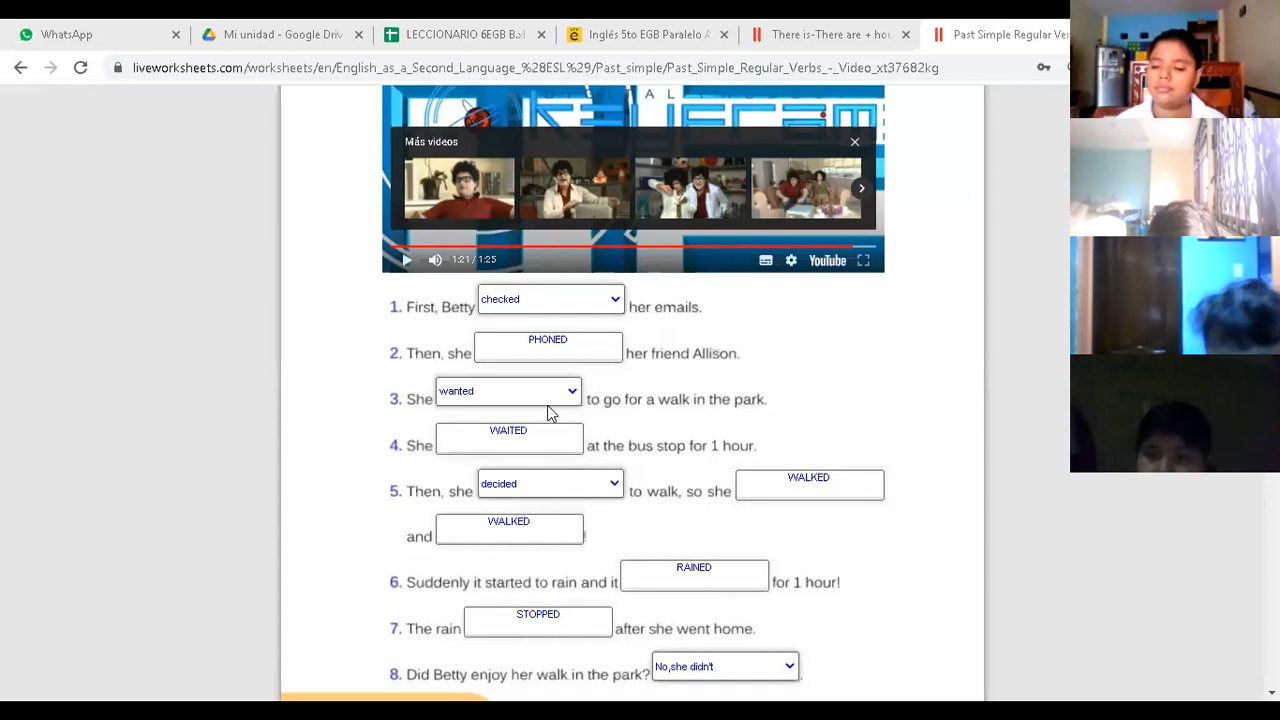 WhatsApp
Mi unidad - Google Driv
LECCIONARIO 6EGB B.xl
Inglés 5to EGB Paralelo A
There is-There are + hou
Past Simple Regular Ver
liveworksheets.com/worksheets/en/English_as_a_Second_Language_%28ESL%29/Past_simple/Past_Simple_Regular_Verbs_-_Video_xt37682kg
DIGITAL
Más videos
1:21 / 1:25
YouTube
1. First, Betty checked her emails.
2. Then, she PHONED her friend Allison.
3. She wanted to go for a walk in the park.
4. She WAITED at the bus stop for 1 hour.
5. Then, she decided to walk, so she WALKED
and WALKED !
6. Suddenly it started to rain and it RAINED for 1 hour!
7. The rain STOPPED after she went home.
8. Did Betty enjoy her walk in the park? No,she didn't .